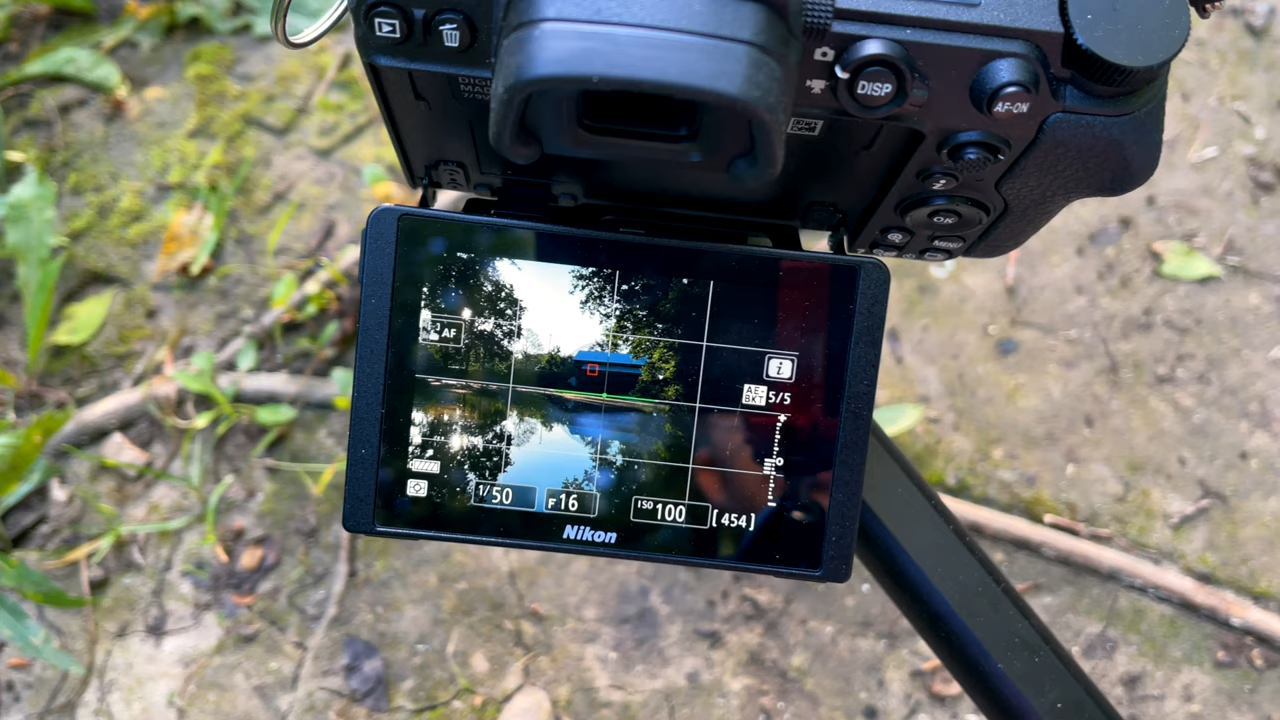 DISP
AF-ON
i
OK
MENU
AF
i
AE-
BKT 5/5
1/50 F16 ISO 100 [454]
Nikon